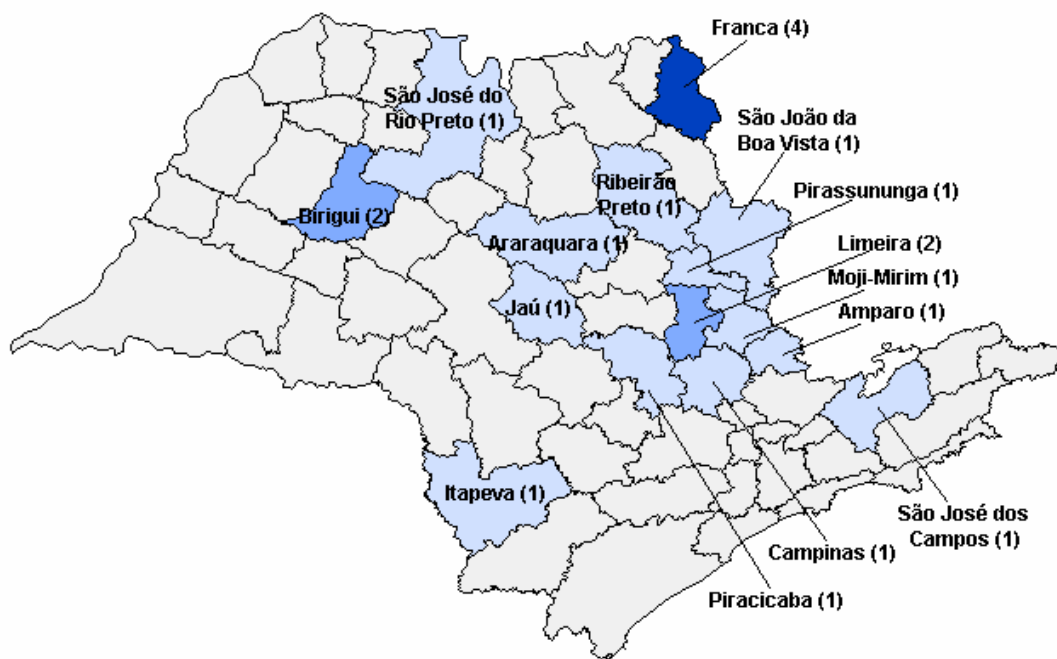 Franca (4)
São José do
Rio Preto (1)
São João da
Boa Vista (1)
Ribeirão
Preto (1)
Pirassununga (1)
Birigui (2)
Araraquara (1)
Limeira (2)
Moji-Mirim (1)
Jaú (1)
Amparo (1)
Itapeva (1)
São José dos
Campos (1)
Campinas (1)
Piracicaba (1)